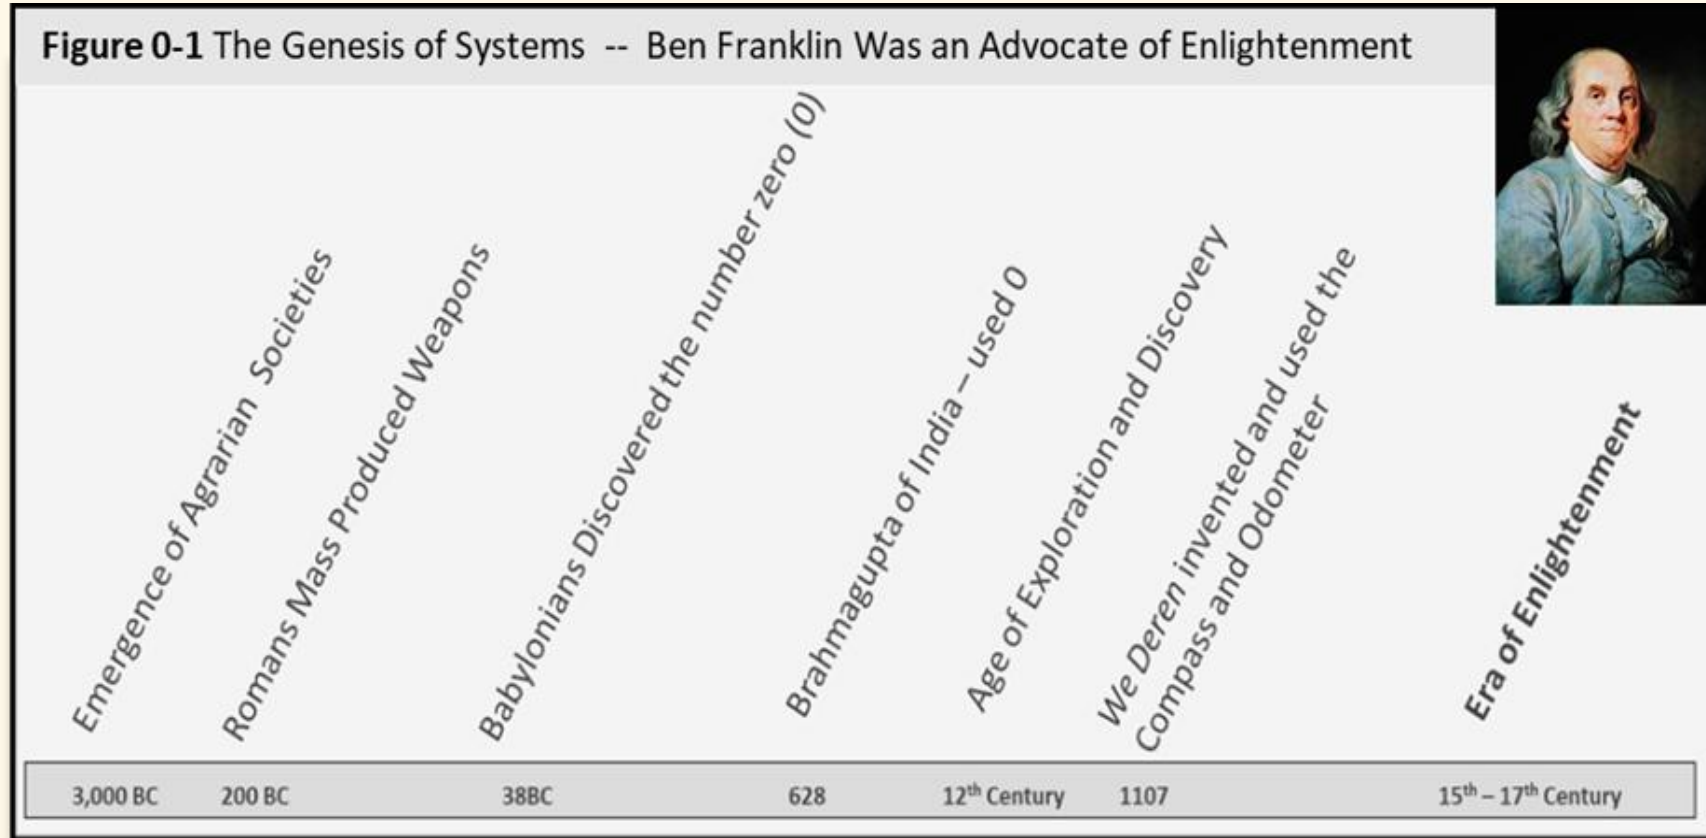 Figure 0-1 The Genesis of Systems -- Ben Franklin Was an Advocate of Enlightenment
Emergence of Agrarian Societies
Romans Mass Produced Weapons
Babylonians Discovered the number zero (0)
Brahmagupta of India – used 0
Age of Exploration and Discovery
We Deren invented and used the
Compass and Odometer
Era of Enlightenment
3,000 BC 200 BC 38BC 628 12th Century 1107 15th – 17th Century